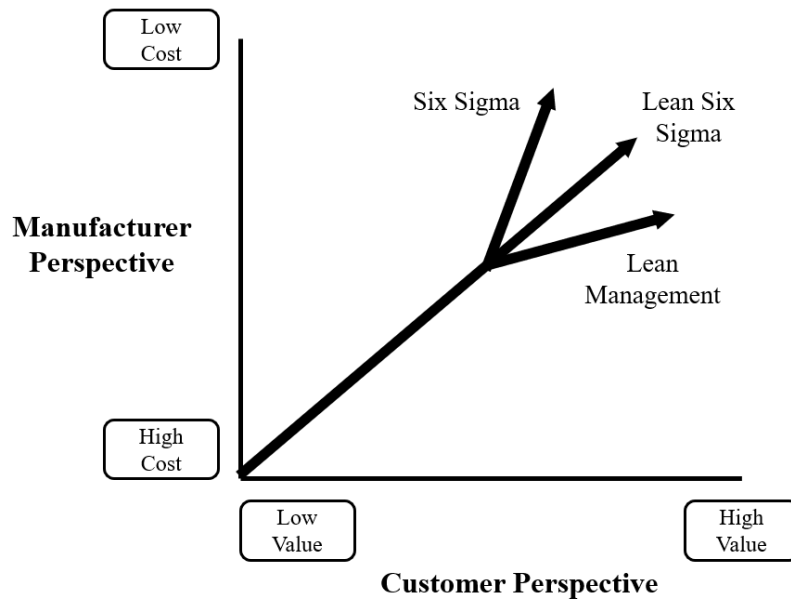 Low
Cost
Six Sigma
Lean Six
Sigma
Manufacturer
Perspective
Lean
Management
High
Cost
Low
Value
High
Value
Customer Perspective